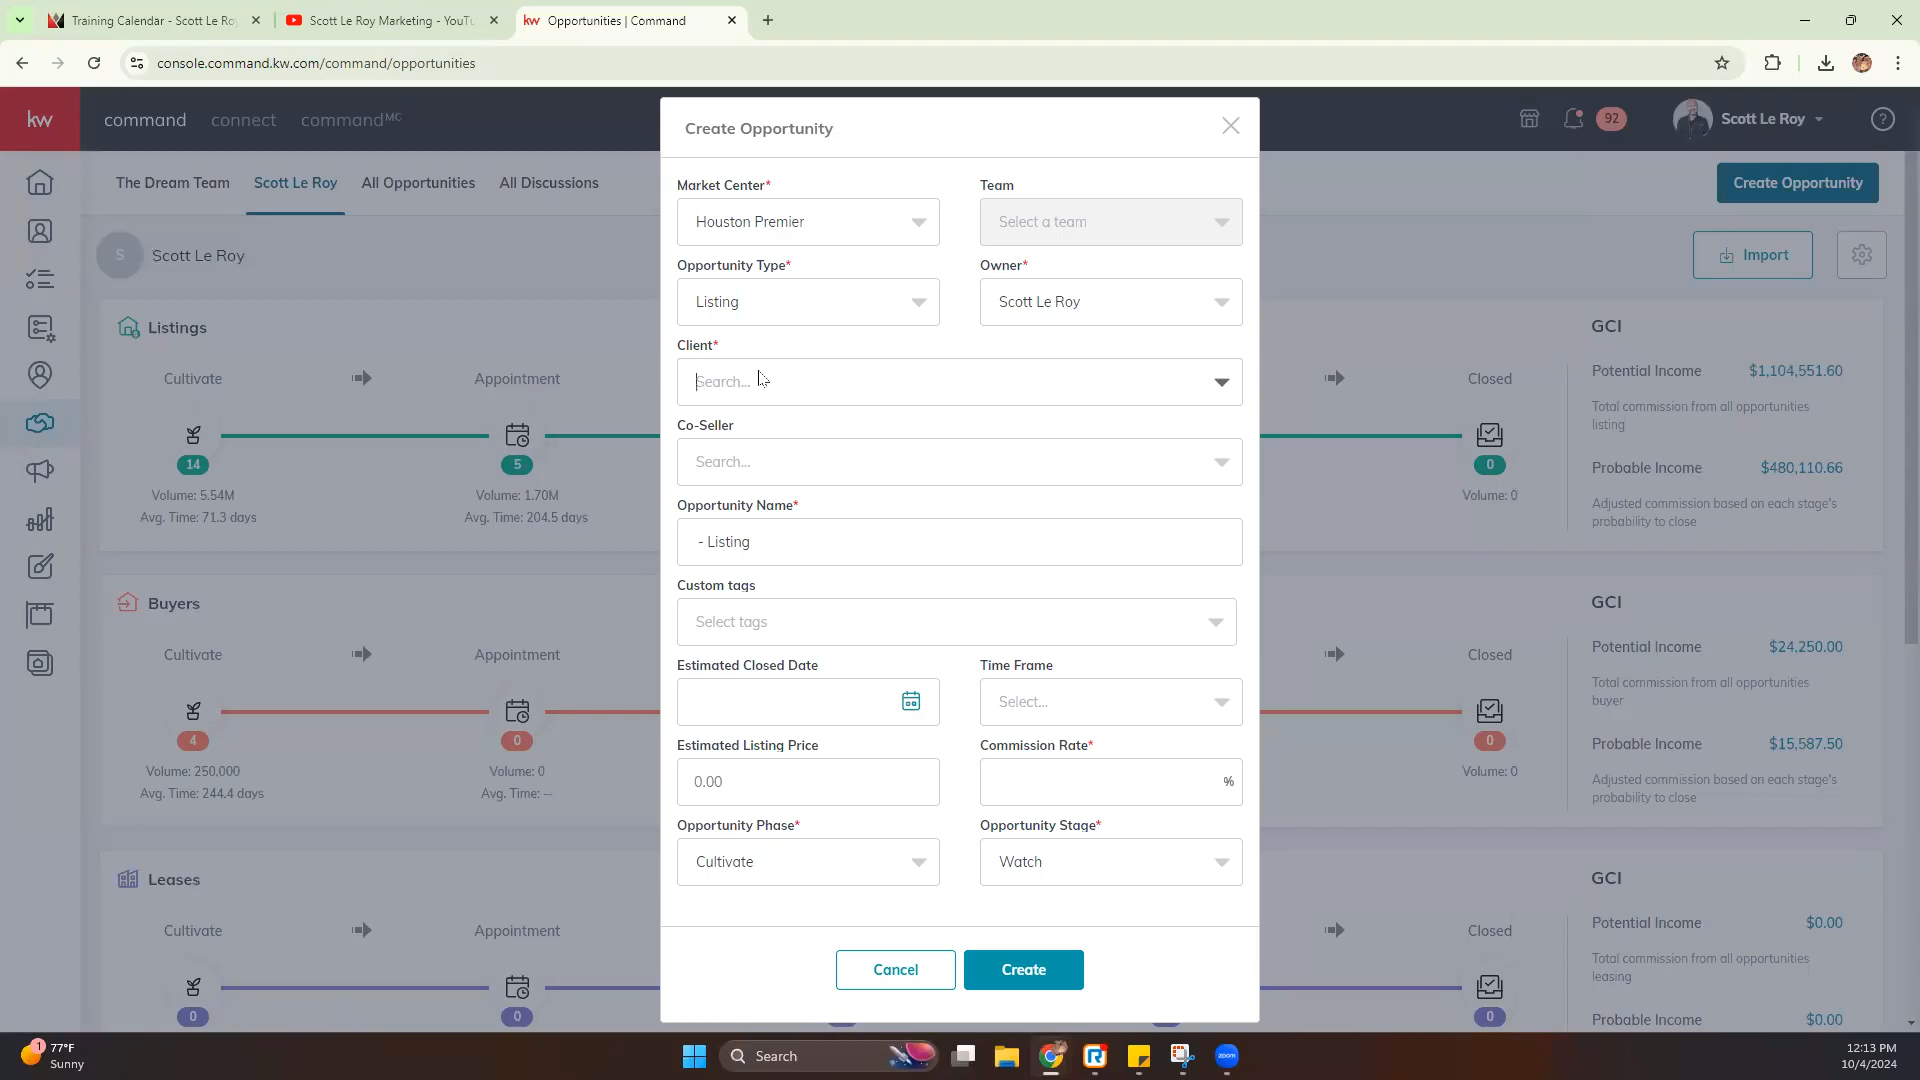 Training Calendar - Scott Le Ro
Scott Le Roy Marketing - YouTu
kw Opportunities | Command
console.command.kw.com/command/opportunities
kw command connect commandMC
92
Scott Le Roy
The Dream Team Scott Le Roy All Opportunities All Discussions
Create Opportunity
S Scott Le Roy
Import
Listings
Cultivate Appointment
14 5
Volume: 5.54M Volume: 1.70M
Avg. Time: 71.3 days Avg. Time: 204.5 days
Closed
0
Volume: 0
GCI
Potential Income $1,104,551.60
Total commission from all opportunities
listing
Probable Income $480,110.66
Adjusted commission based on each stage's
probability to close
Buyers
Cultivate Appointment
4 0
Volume: 250,000 Volume: 0
Avg. Time: 244.4 days Avg. Time: --
Closed
0
Volume: 0
GCI
Potential Income $24,250.00
Total commission from all opportunities
buyer
Probable Income $15,587.50
Adjusted commission based on each stage's
probability to close
Leases
Cultivate Appointment
0 0
Closed
0
GCI
Potential Income $0.00
Total commission from all opportunities
leasing
Probable Income $0.00
Create Opportunity
Market Center* Team
Houston Premier Select a team
Opportunity Type* Owner*
Listing Scott Le Roy
Client*
Search...
Co-Seller
Search...
Opportunity Name*
- Listing
Custom tags
Select tags
Estimated Closed Date Time Frame
Select...
Estimated Listing Price Commission Rate*
0.00 %
Opportunity Phase* Opportunity Stage*
Cultivate Watch
Cancel Create
1
77°F
Sunny
Search
zoom
12:13 PM
10/4/2024